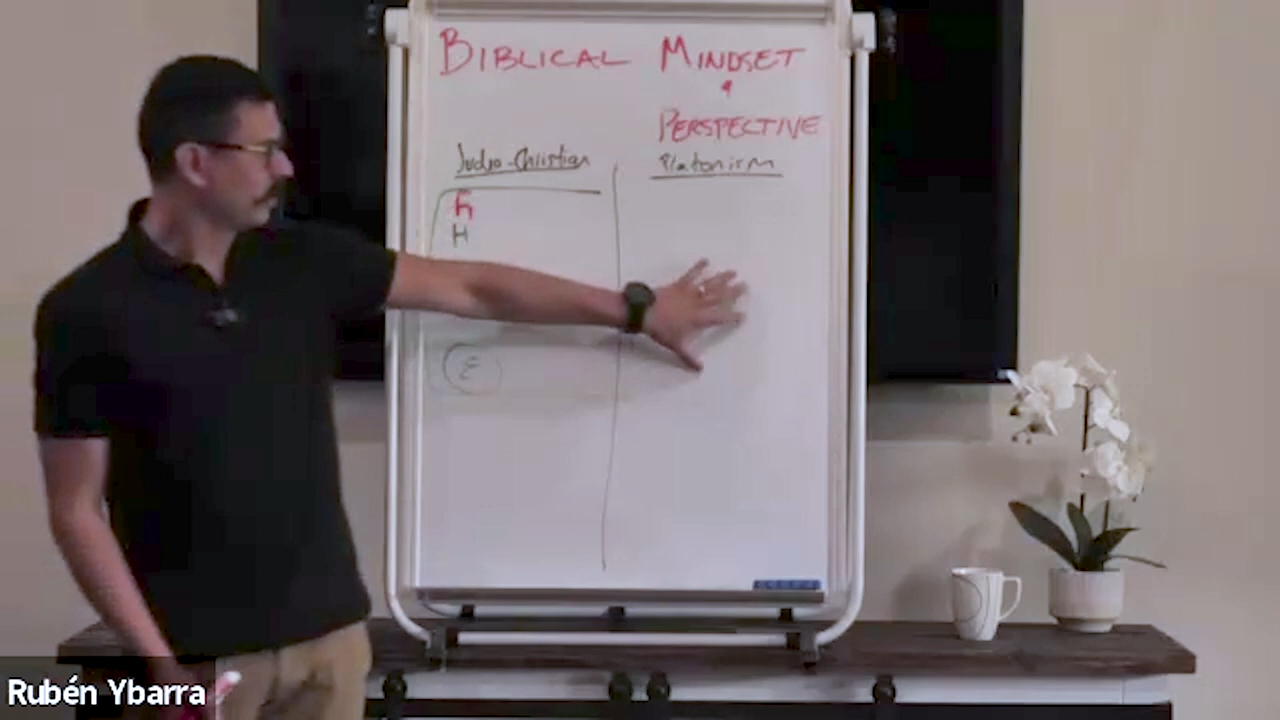 BIBLICAL MINDSET
&
PERSPECTIVE
Judeo-Christian Platonism
H
E
Rubén Ybarra